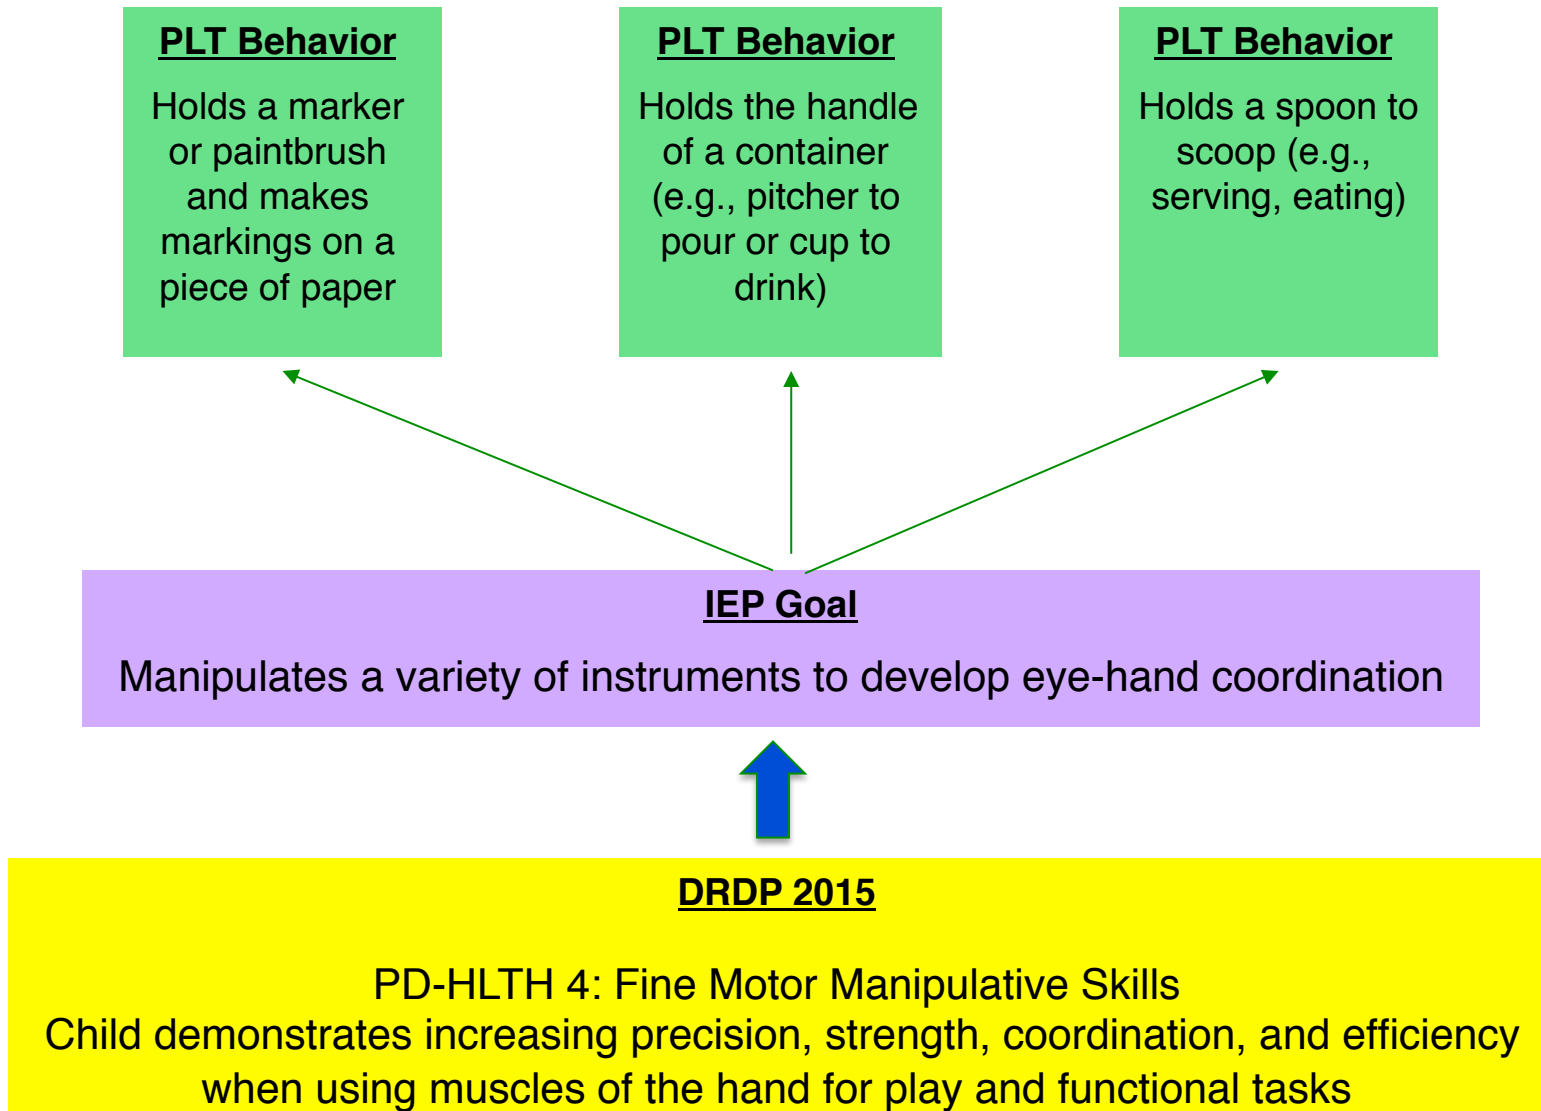 PLT Behavior
Holds a marker
or paintbrush
and makes
markings on a
piece of paper
PLT Behavior
Holds the handle
of a container
(e.g., pitcher to
pour or cup to
drink)
PLT Behavior
Holds a spoon to
scoop (e.g.,
serving, eating)
IEP Goal
Manipulates a variety of instruments to develop eye-hand coordination
DRDP 2015
PD-HLTH 4: Fine Motor Manipulative Skills
Child demonstrates increasing precision, strength, coordination, and efficiency
when using muscles of the hand for play and functional tasks